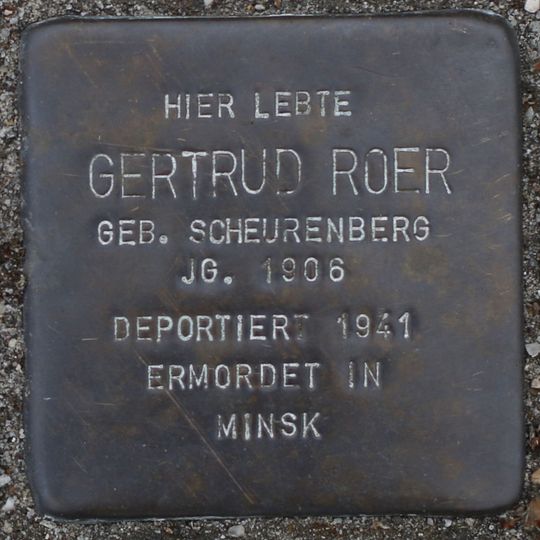 HIER LEBTE
GERTRUD ROER
GEB. SCHEURENBERG
JG. 1906
DEPORTIERT 1941
ERMORDET IN
MINSK